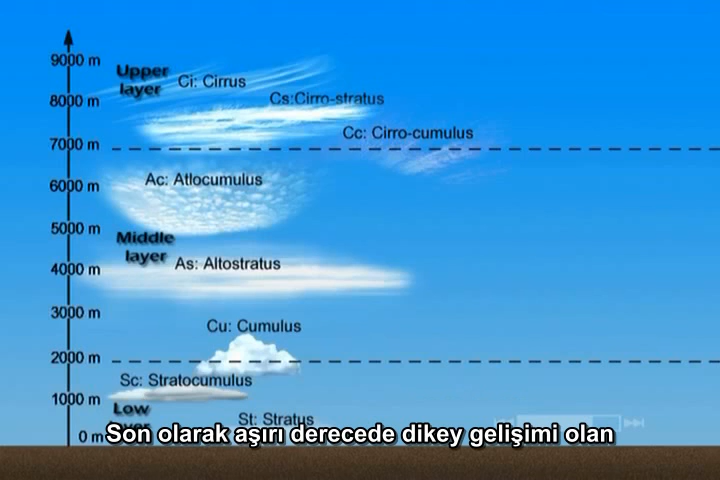 9000 m
Upper
layer
Ci: Cirrus
8000 m
Cs:Cirro-stratus
Cc: Cirro-cumulus
7000 m
6000 m
Ac: Atlocumulus
5000 m
Middle
layer
As: Altostratus
4000 m
3000 m
Cu: Cumulus
2000 m
Sc: Stratocumulus
1000 m
Low
St: Stratus
0 m
Son olarak aşırı derecede dikey gelişimi olan